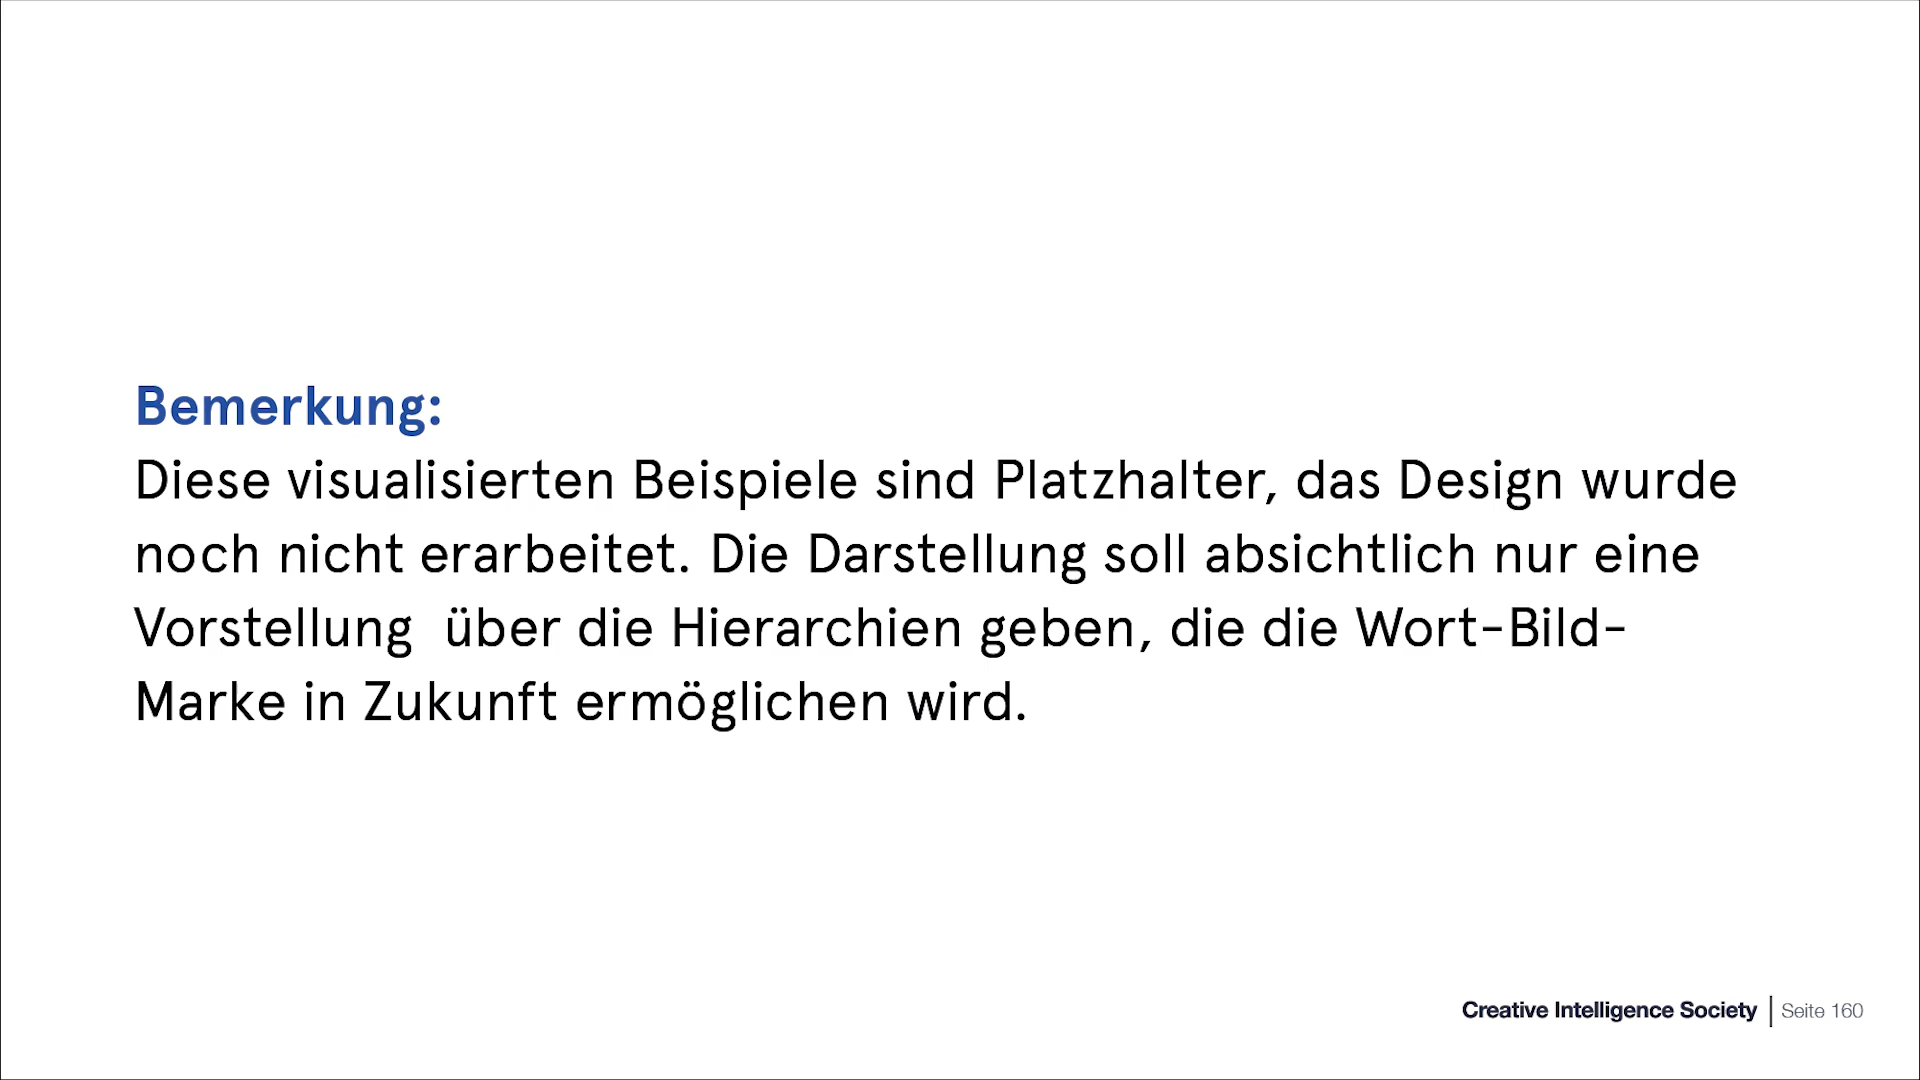 Bemerkung:
Diese visualisierten Beispiele sind Platzhalter, das Design wurde
noch nicht erarbeitet. Die Darstellung soll absichtlich nur eine
Vorstellung  über die Hierarchien geben, die die Wort-Bild-
Marke in Zukunft ermöglichen wird.
Creative Intelligence Society | Seite 160